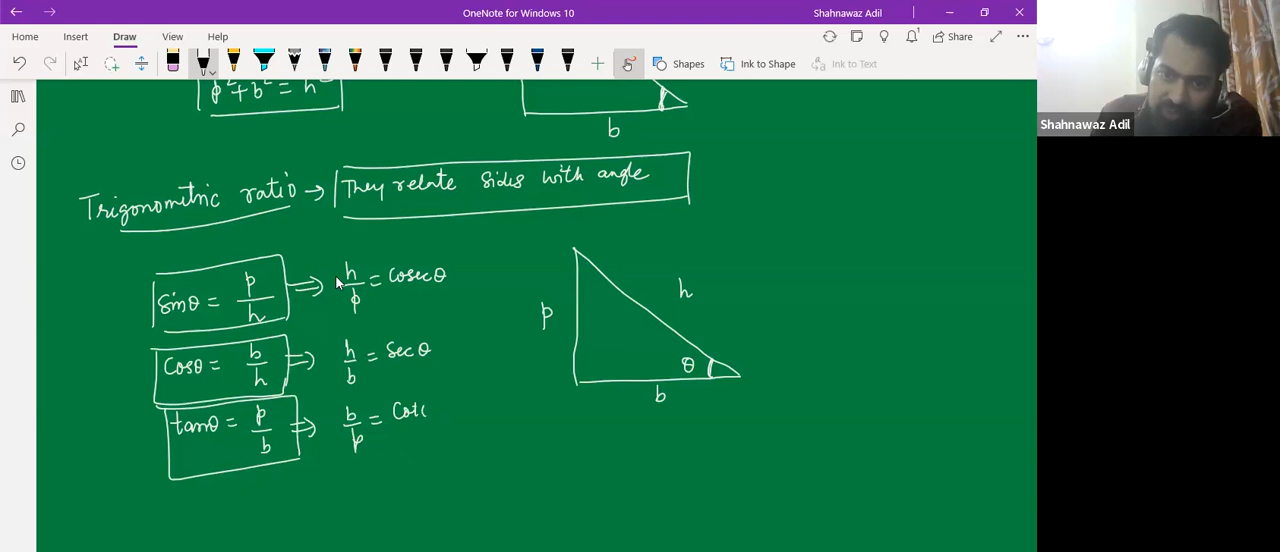 OneNote for Windows 10
Shahnawaz Adil
Home Insert Draw View Help
Share
Shapes Ink to Shape Ink to Text
p² + b² = h²
b
Trigonometric ratio → They relate sides with angle
sinθ = p/h ⇒ h/p = cosecθ
cosθ = b/h ⇒ h/b = secθ
tanθ = p/b ⇒ b/p = cot
p
h
θ
b
Shahnawaz Adil